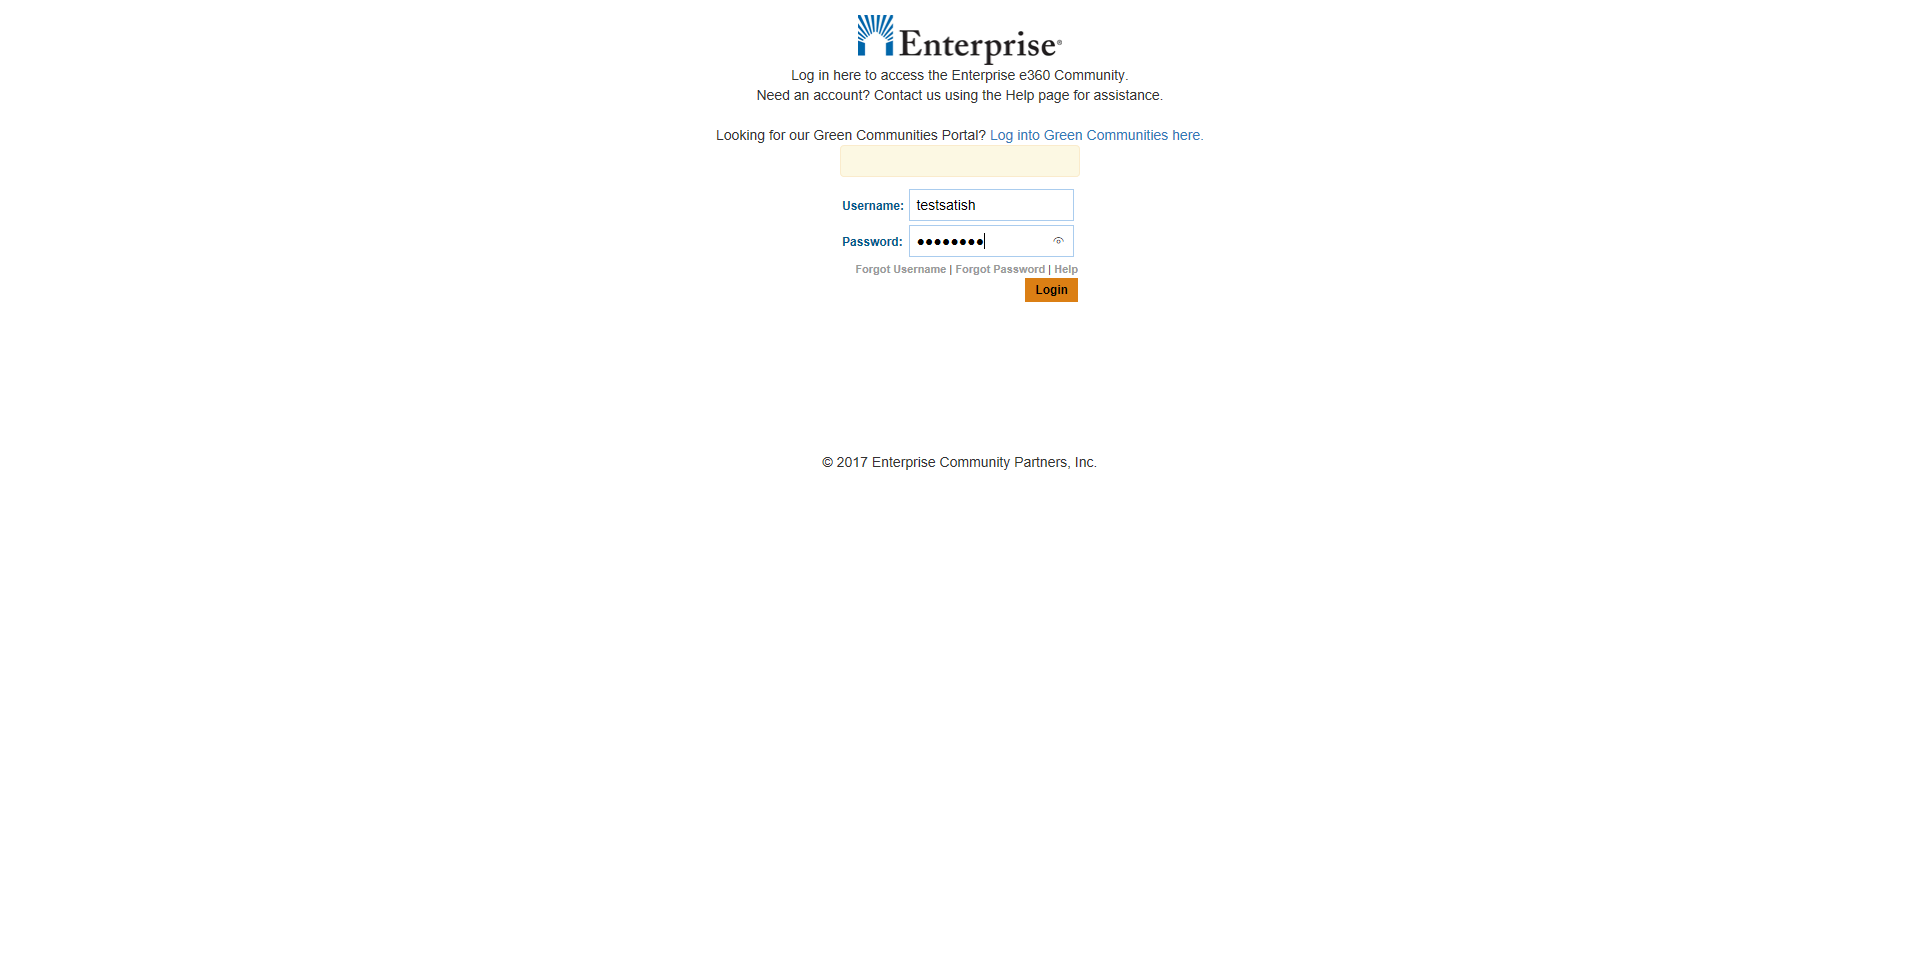 Enterprise®
Log in here to access the Enterprise e360 Community.
Need an account? Contact us using the Help page for assistance.
Looking for our Green Communities Portal? Log into Green Communities here.
Username: testsatish
Password: ●●●●●●●●
Forgot Username | Forgot Password | Help
Login
© 2017 Enterprise Community Partners, Inc.